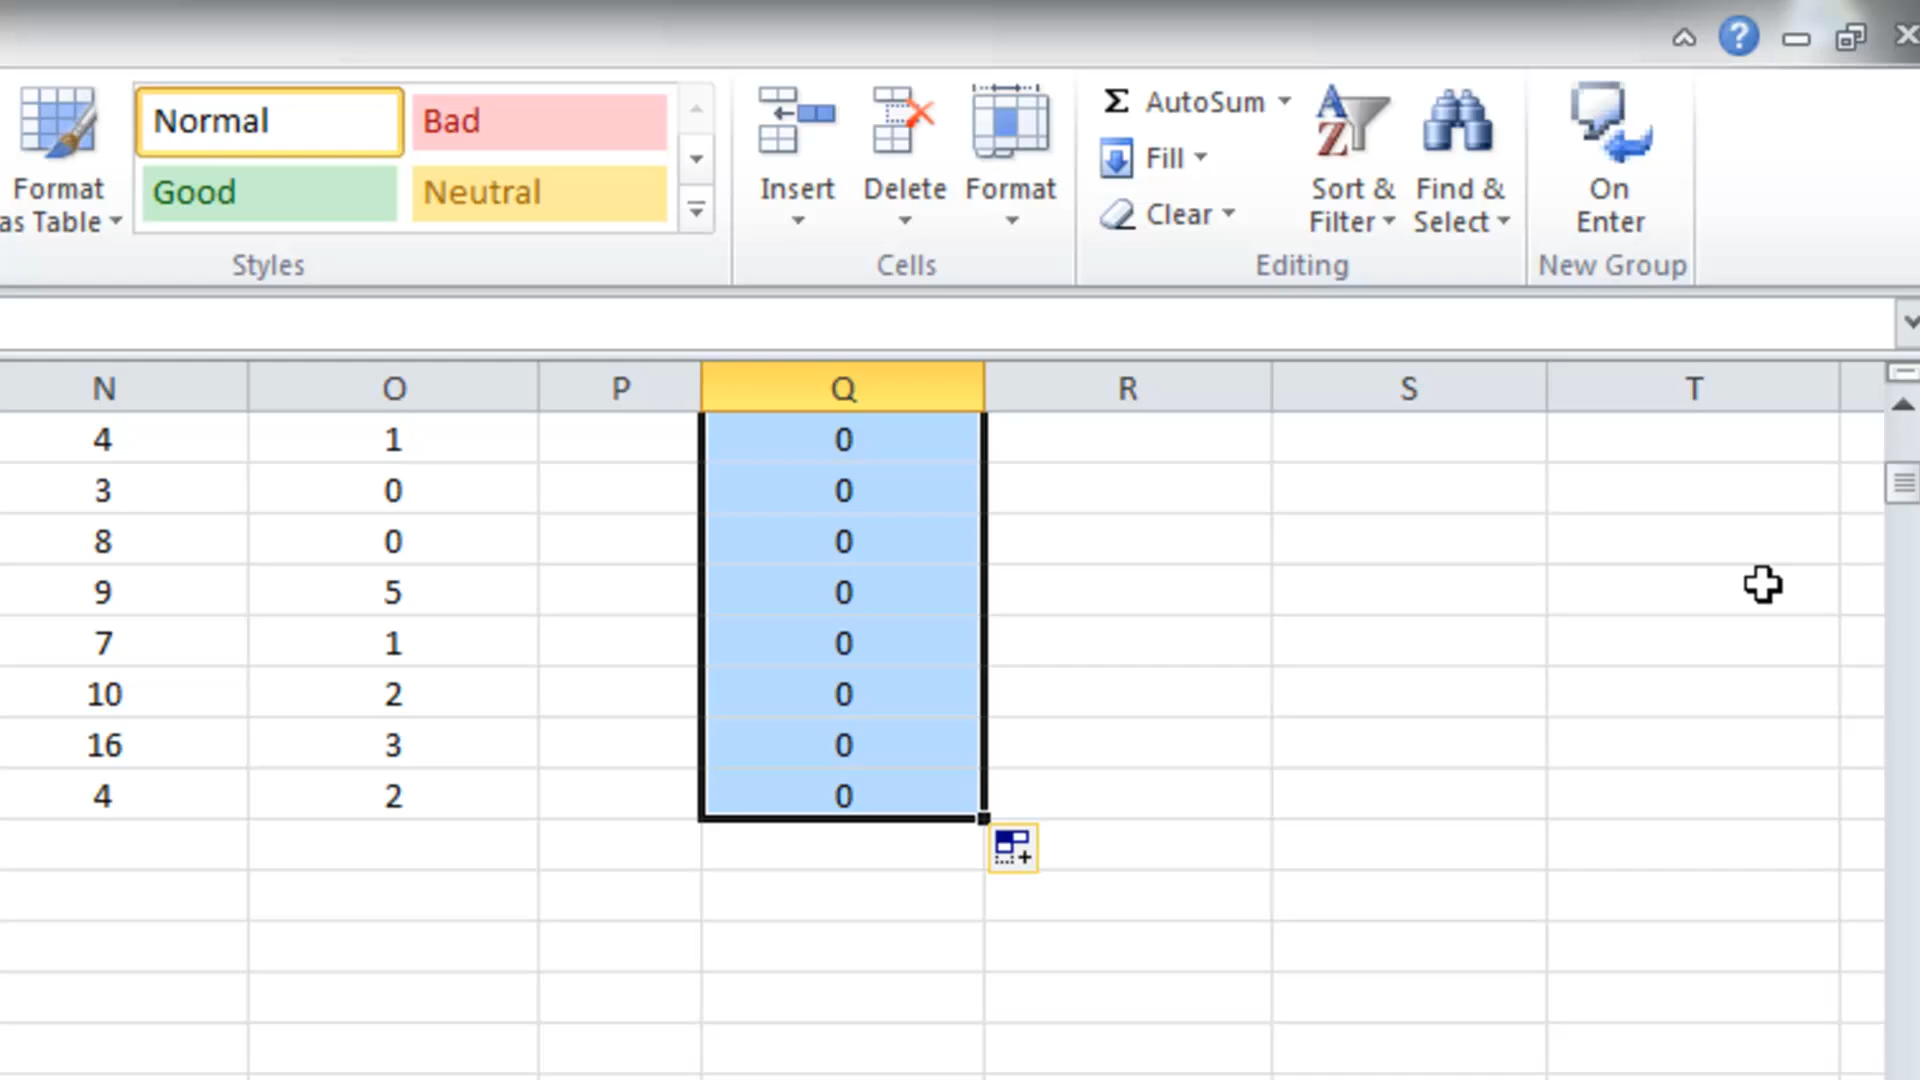 Normal Bad
Good Neutral
Format
as Table
Styles
Insert Delete Format
Cells
Σ AutoSum
Fill
Clear
A
Z
Sort &
Filter
Find &
Select
Editing
On
Enter
New Group
?
N O P Q R S T
4 1 0
3 0 0
8 0 0
9 5 0
7 1 0
10 2 0
16 3 0
4 2 0